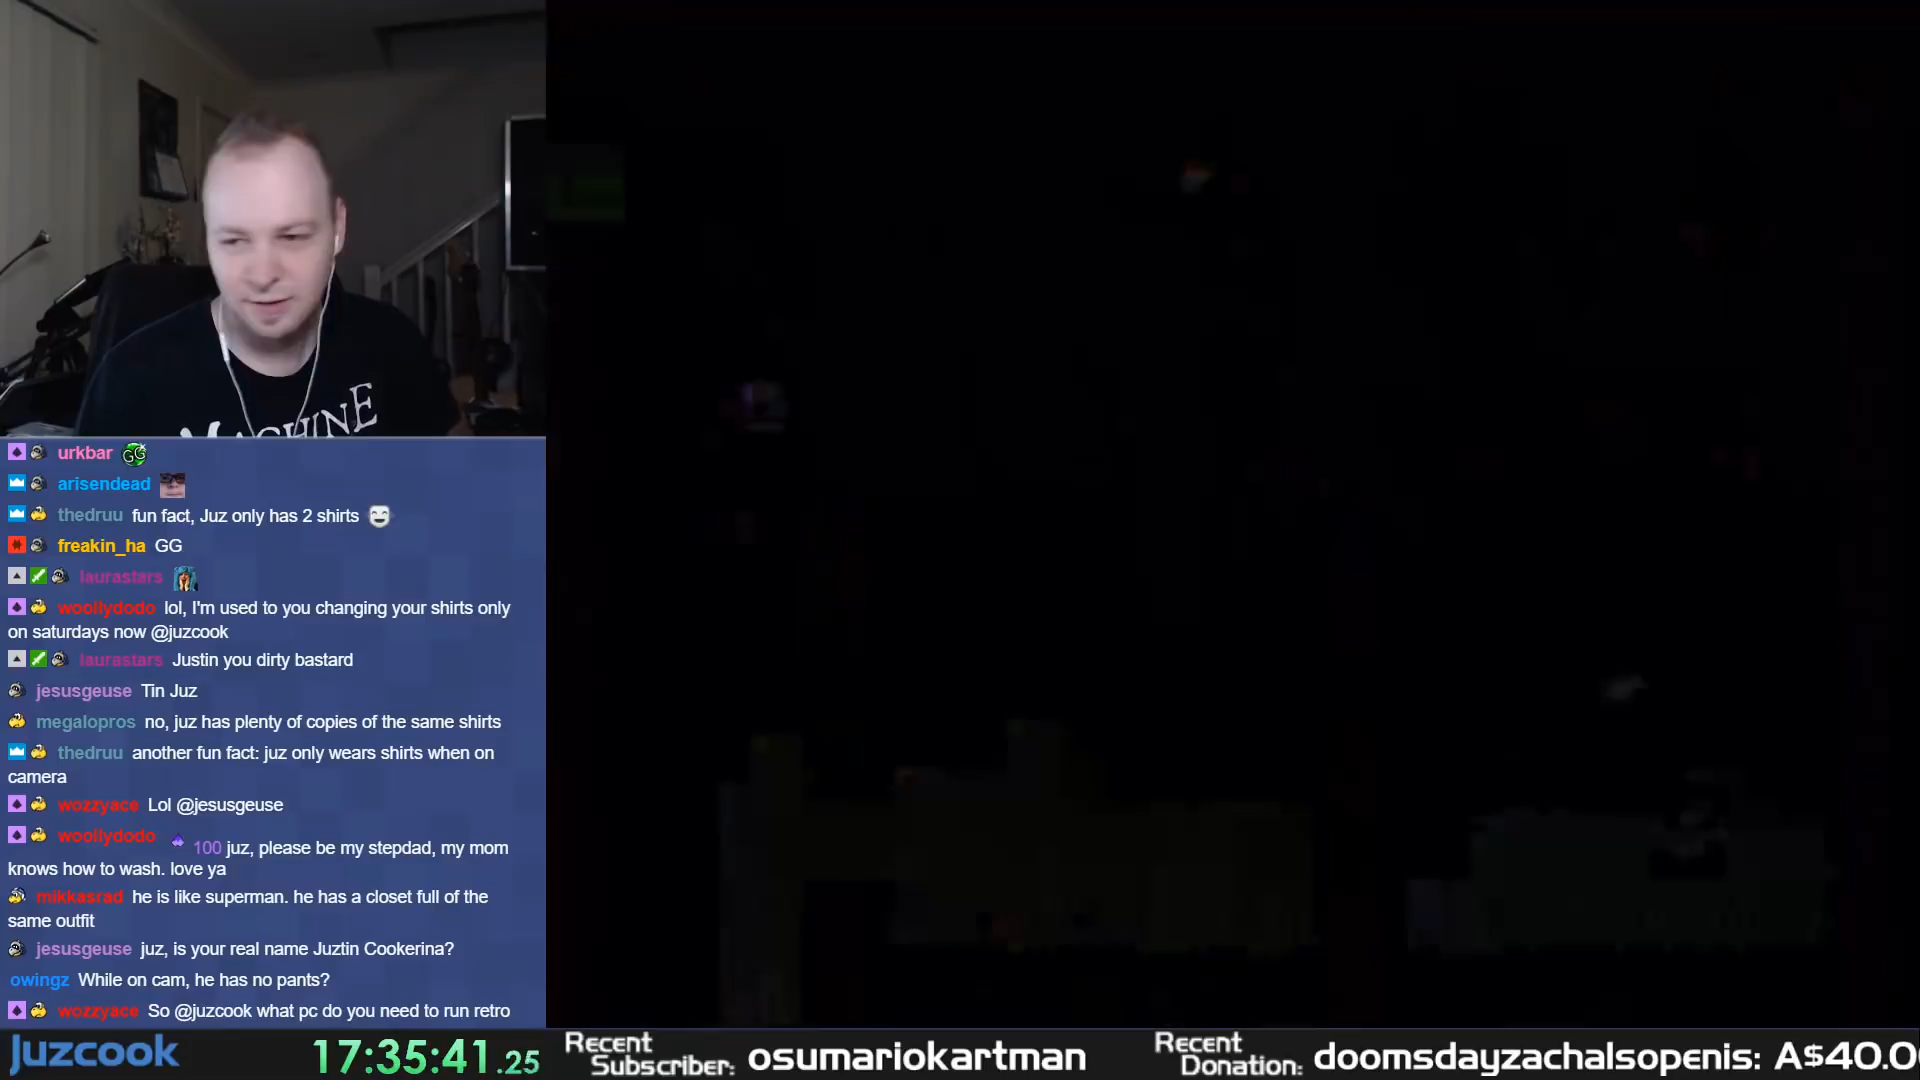 MACHINE
urkbar GG
arisendead
thedruu fun fact, Juz only has 2 shirts
freakin_ha GG
laurastars
woollydodo lol, I'm used to you changing your shirts only
on saturdays now @juzcook
laurastars Justin you dirty bastard
jesusgeuse Tin Juz
megalopros no, juz has plenty of copies of the same shirts
thedruu another fun fact: juz only wears shirts when on
camera
wozzyace Lol @jesusgeuse
woollydodo 100 juz, please be my stepdad, my mom
knows how to wash. love ya
mikkasrad he is like superman. he has a closet full of the
same outfit
jesusgeuse juz, is your real name Juztin Cookerina?
owingz While on cam, he has no pants?
wozzyace So @juzcook what pc do you need to run retro
Juzcook 17:35:41.25 Recent Subscriber: osumariokartman Recent Donation: doomsdayzachalsopenis: A$40.0